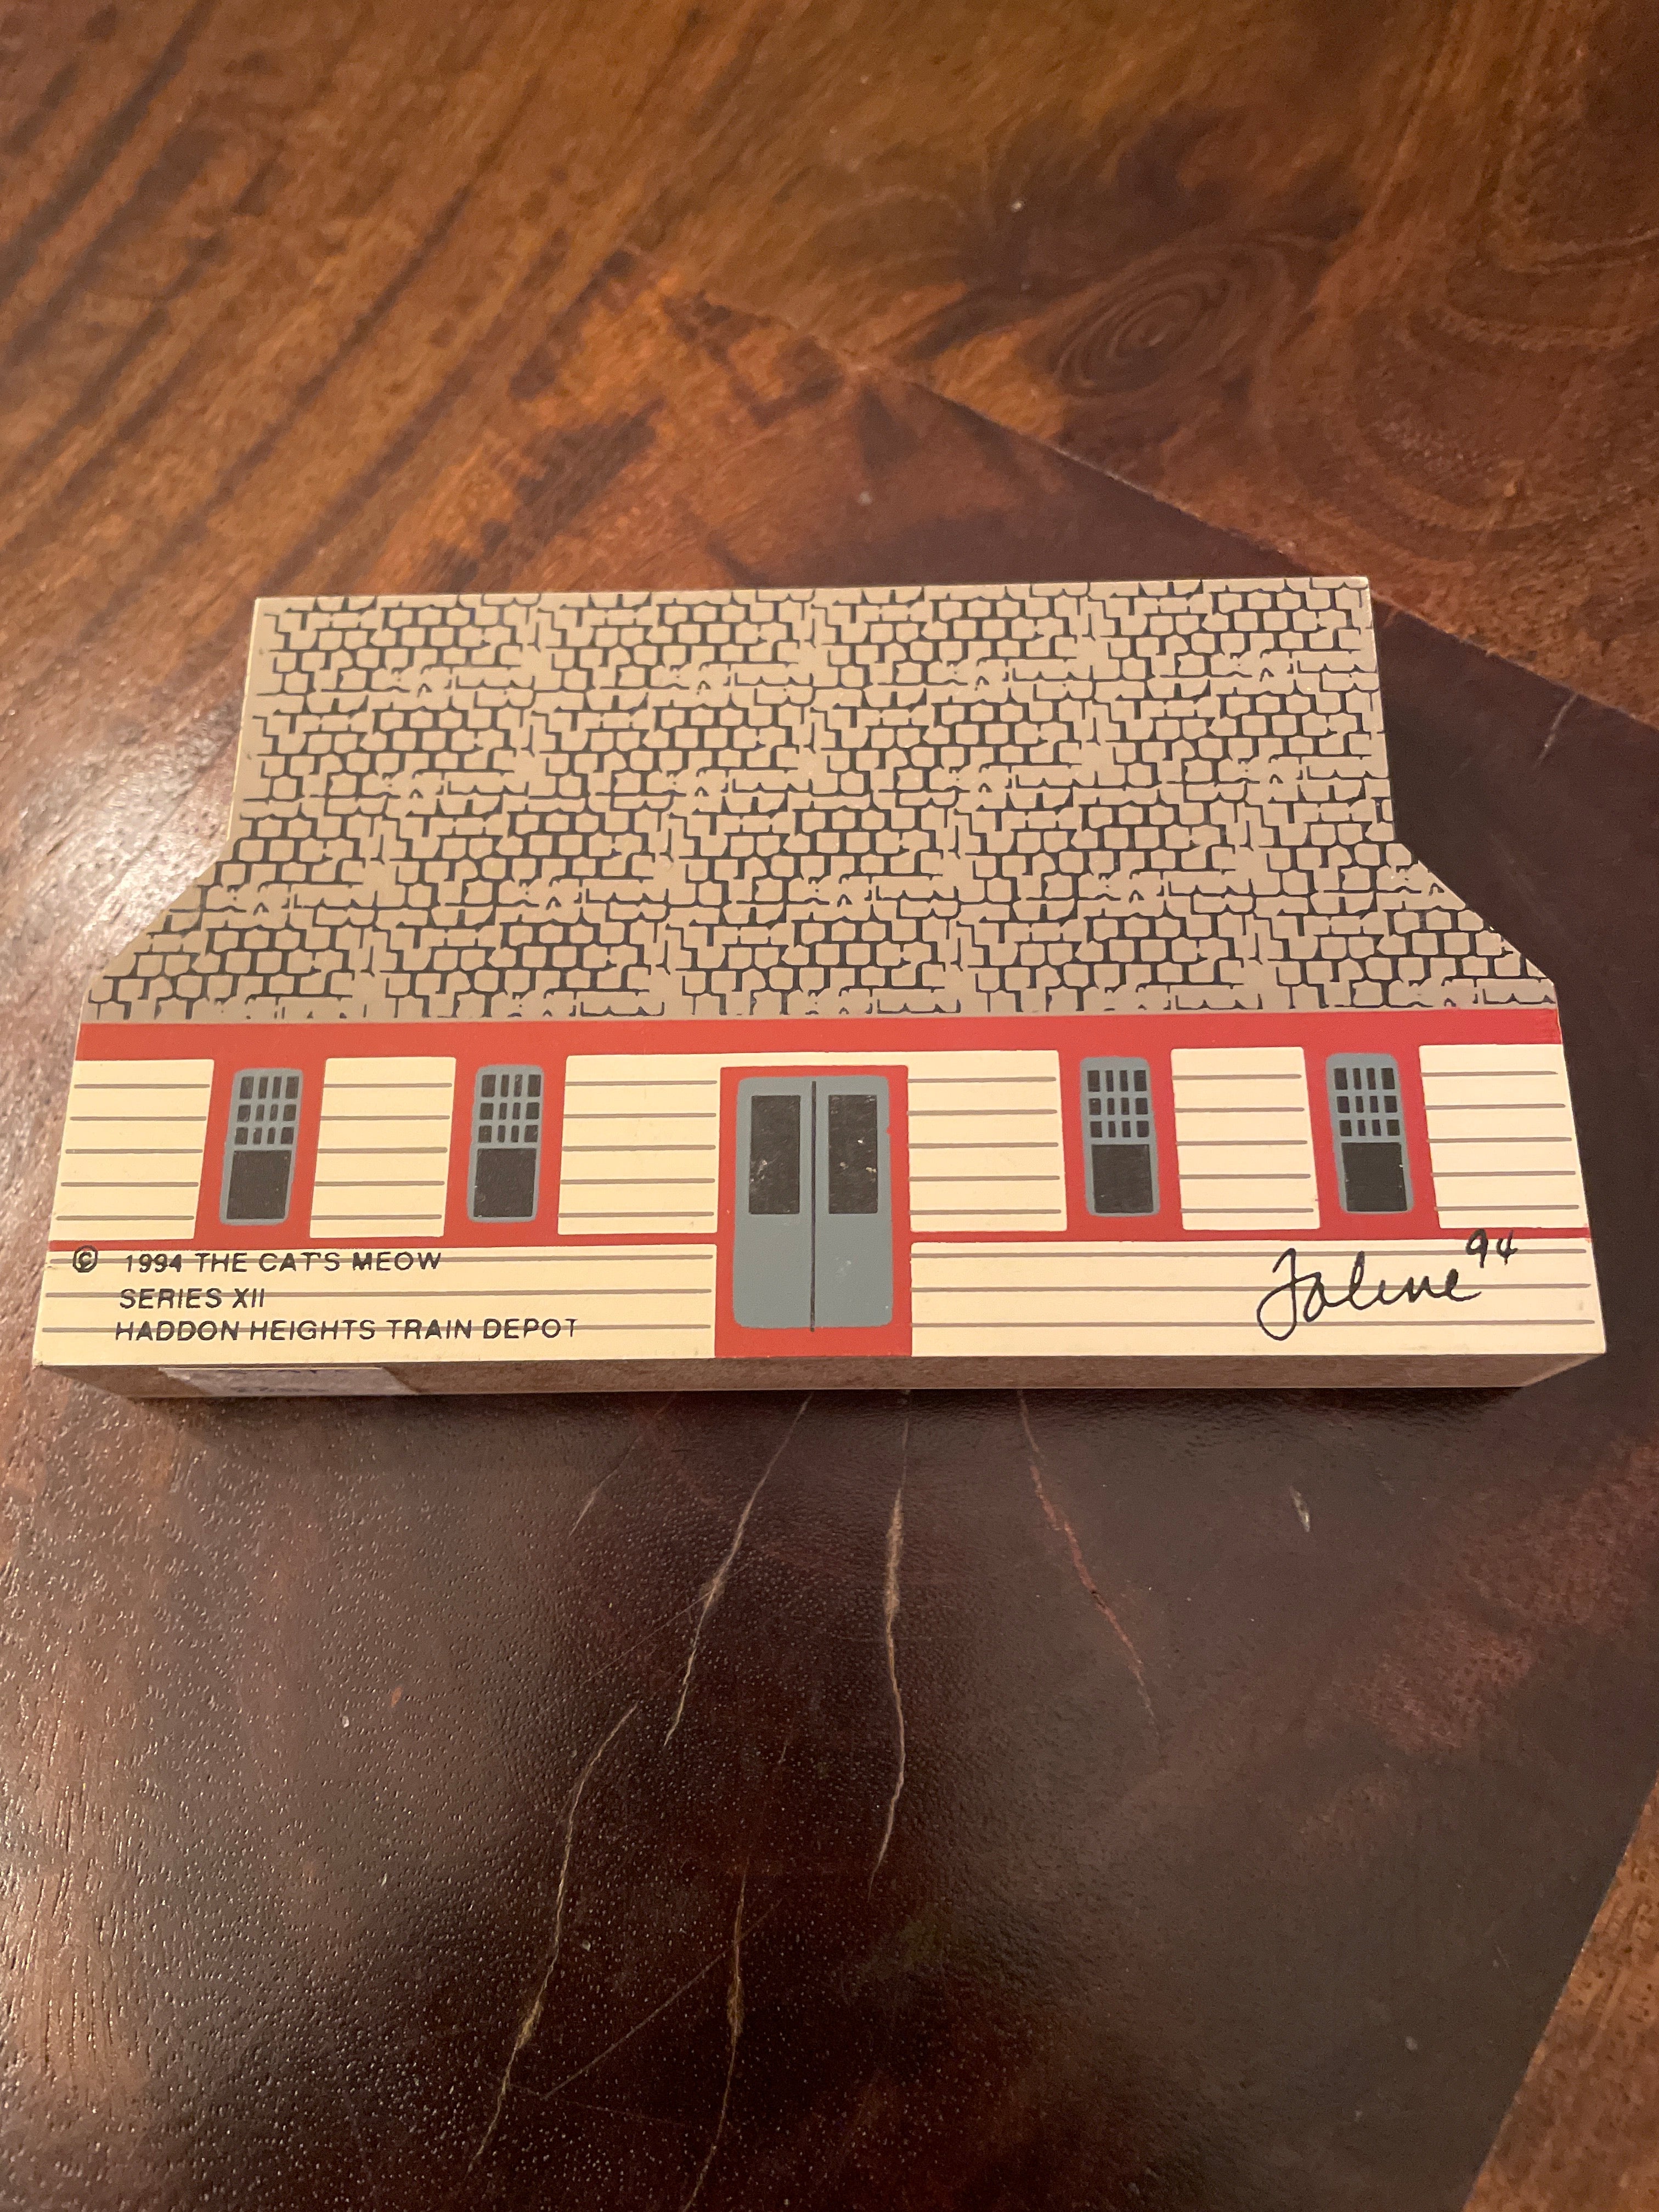 © 1994 THE CAT'S MEOW
SERIES XII
HADDON HEIGHTS TRAIN DEPOT
Faline 94